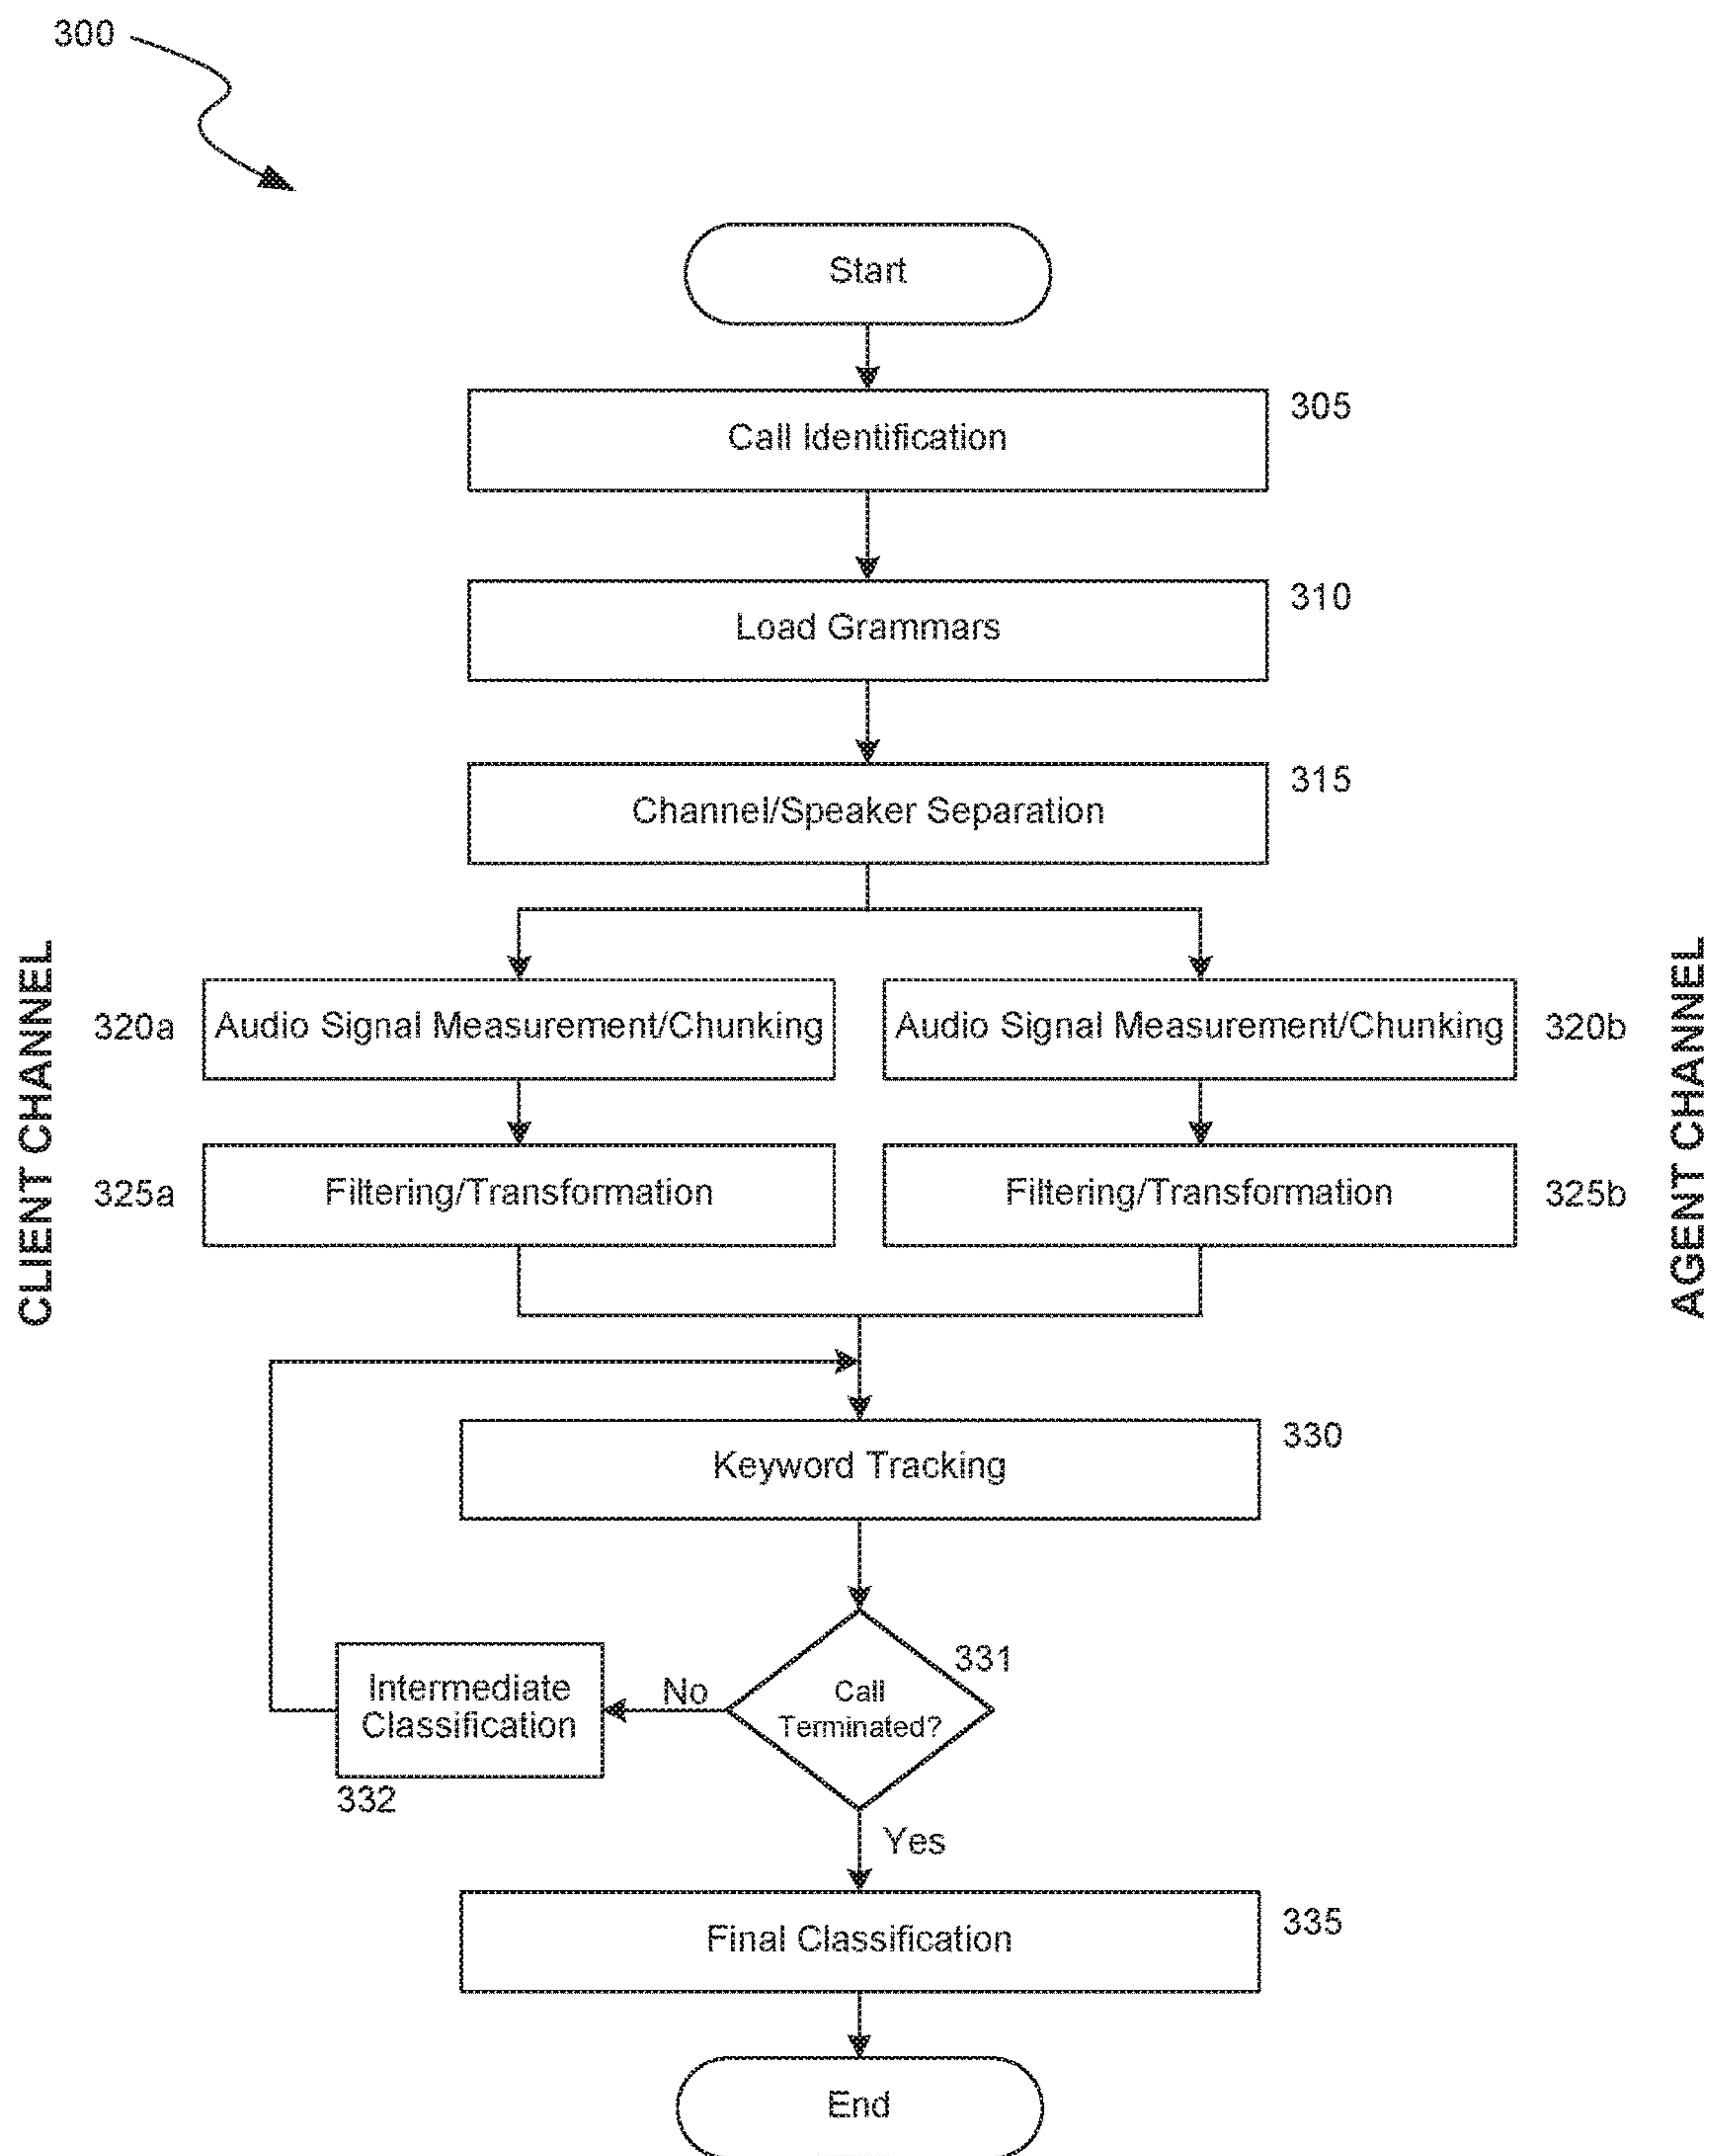 300
Start
305
Call Identification
310
Load Grammars
315
Channel/Speaker Separation
CLIENT CHANNEL
AGENT CHANNEL
320a
Audio Signal Measurement/Chunking
Audio Signal Measurement/Chunking
320b
325a
Filtering/Transformation
Filtering/Transformation
325b
330
Keyword Tracking
331
Call
Terminated?
No
Intermediate
Classification
332
Yes
335
Final Classification
End